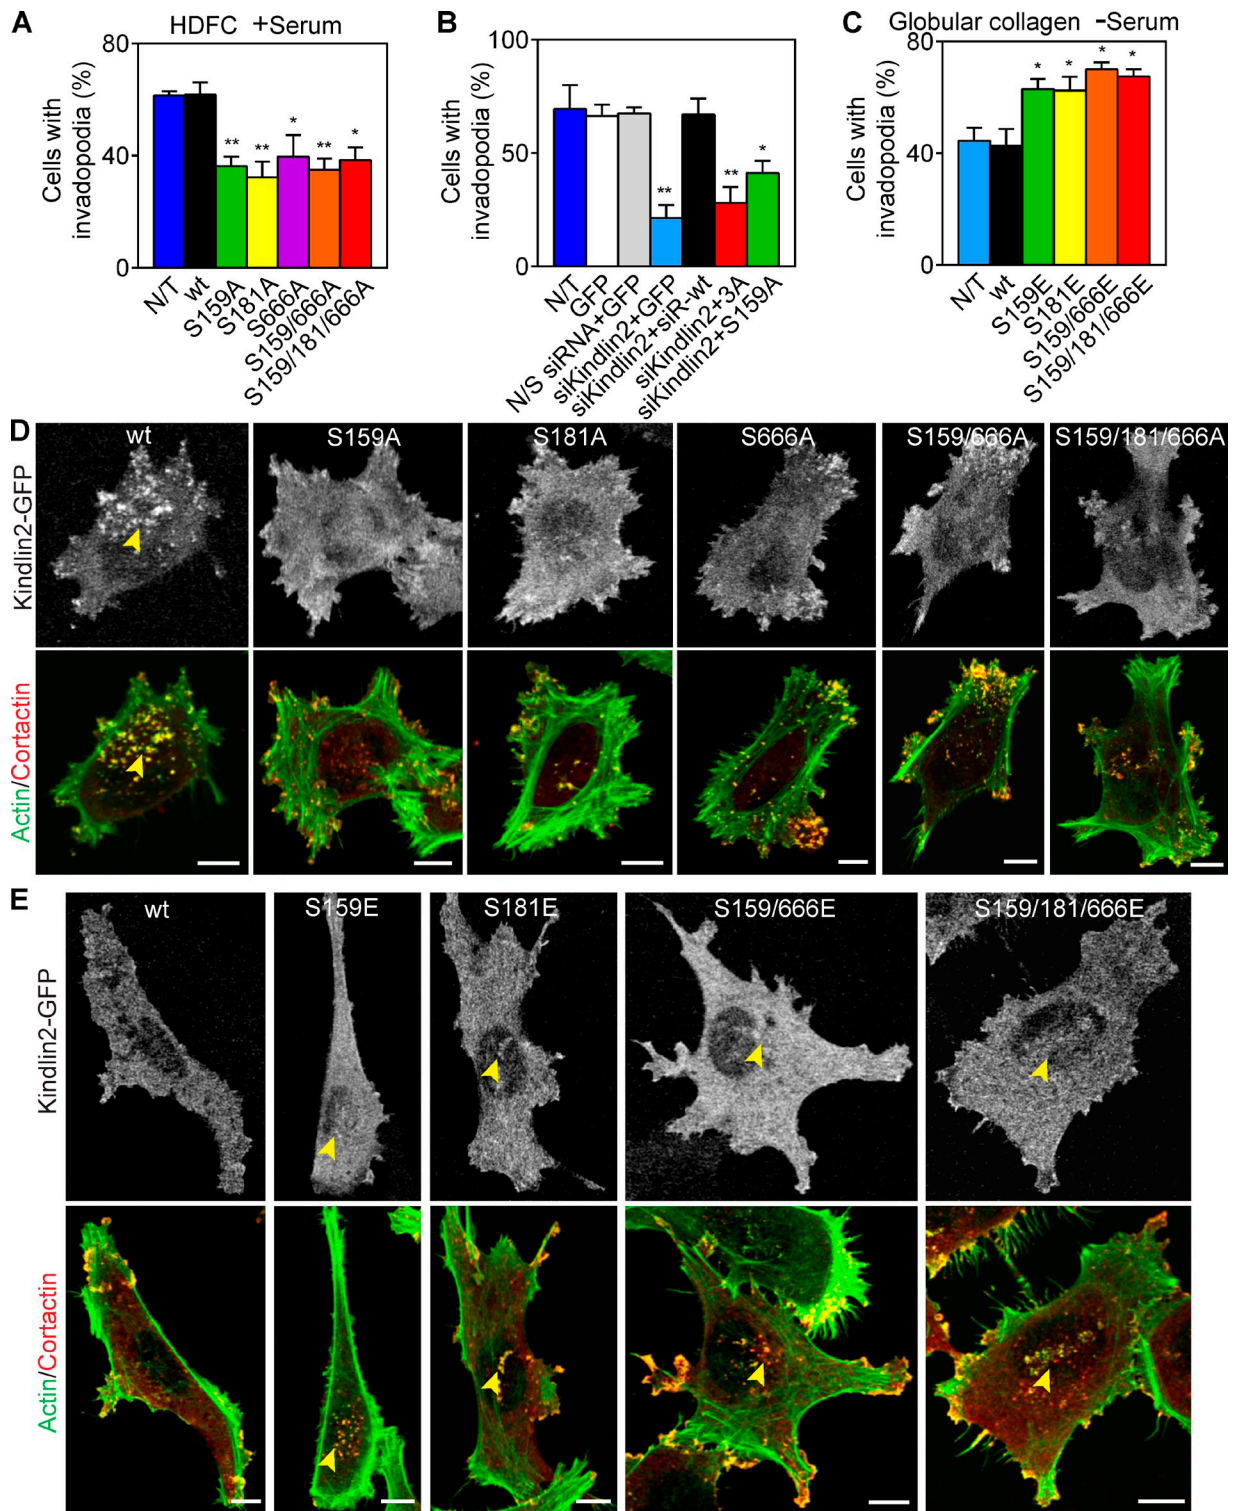 A
HDFC +Serum
Cells with
invadopodia (%)
80
40
0
** ** * ** *
N/T
wt
S159A
S181A
S666A
S159/666A
S159/181/666A
B
Cells with
invadopodia (%)
100
50
0
** ** *
N/T
GFP
N/S siRNA+GFP
siKindlin2+GFP
siKindlin2+siR-wt
siKindlin2+3A
siKindlin2+S159A
C
Globular collagen -Serum
Cells with
invadopodia (%)
80
40
0
* * * *
N/T
wt
S159E
S181E
S159/666E
S159/181/666E
D
wt
S159A
S181A
S666A
S159/666A
S159/181/666A
Kindlin2-GFP
Actin/Cortactin
E
wt
S159E
S181E
S159/666E
S159/181/666E
Kindlin2-GFP
Actin/Cortactin